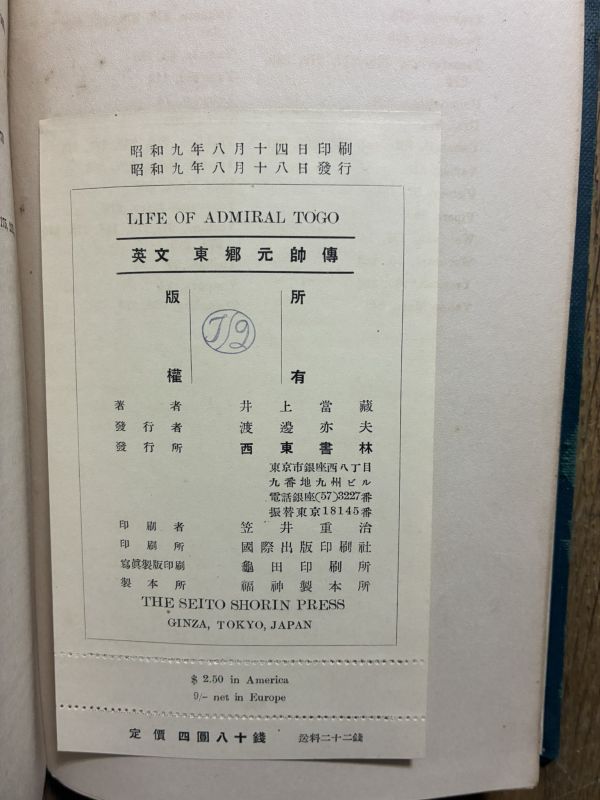 昭和九年八月十四日印刷
昭和九年八月十八日發行
LIFE OF ADMIRAL TOGO
英文 東鄉元帥傳
版 所
權 有
著者 井上當藏
發行者 渡邊亦夫
發行所 西東書林
東京市銀座西八丁目
九番地九州ビル
電話銀座(57)3227番
振替東京18145番
印刷者 笠井重治
印刷所 國際出版印刷社
寫眞製版印刷 龜田印刷所
製本所 福神製本所
THE SEITO SHORIN PRESS
GINZA, TOKYO, JAPAN
$ 2.50 in America
9/- net in Europe
定價 四圓八十錢 送料二十二錢